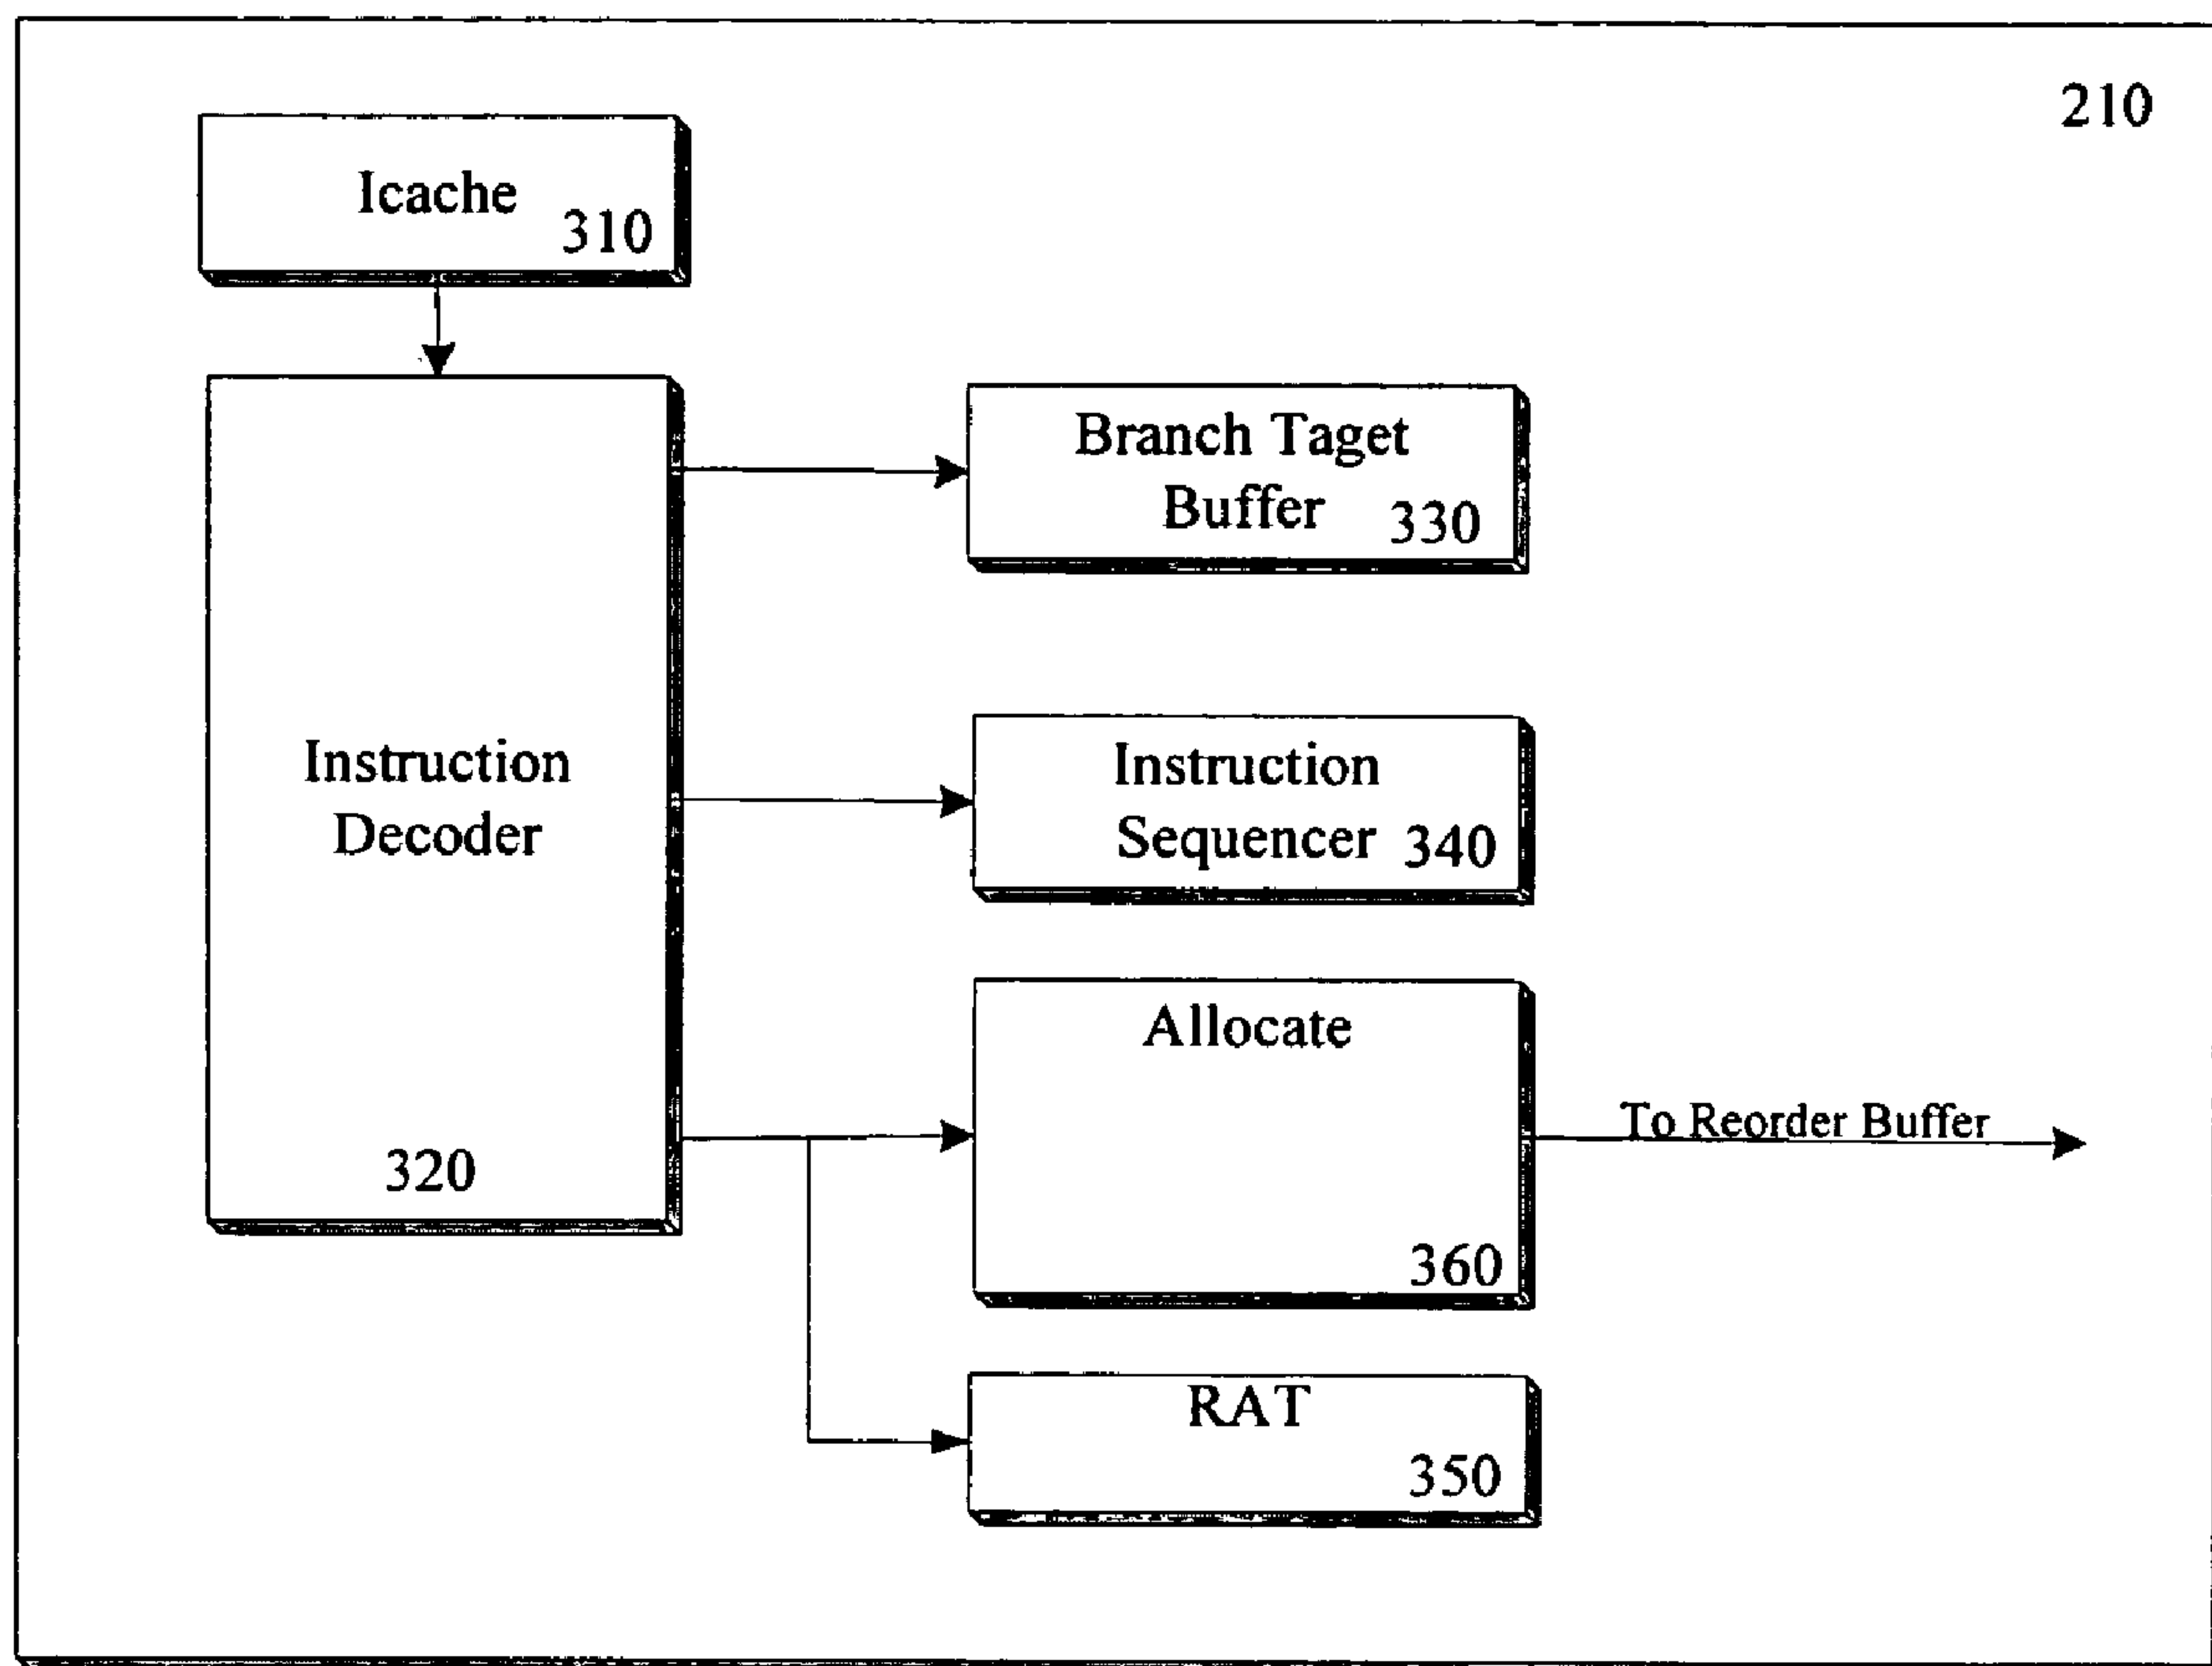 210
Icache
310
Branch Taget
Buffer 330
Instruction
Decoder
320
Instruction
Sequencer 340
Allocate
360
To Reorder Buffer
RAT
350